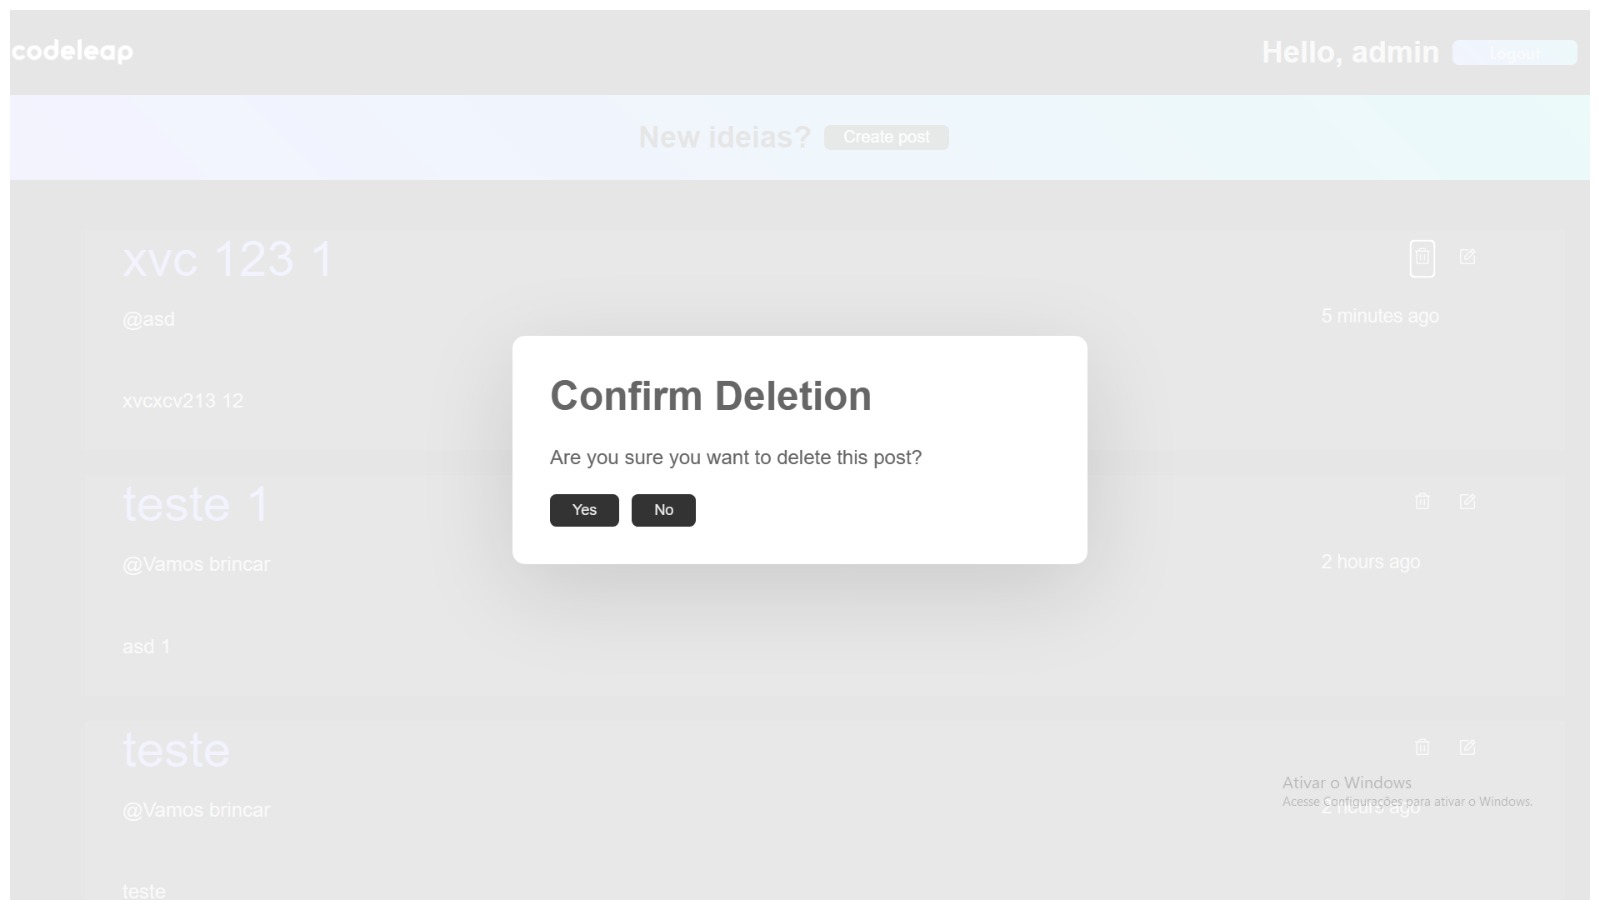 codeleap
Hello, admin
Logout
New ideias?
Create post
xvc 123 1
@asd
5 minutes ago
xvcxcv213 12
Confirm Deletion
Are you sure you want to delete this post?
Yes
No
teste 1
@Vamos brincar
2 hours ago
asd 1
teste
@Vamos brincar
2 hours ago
Ativar o Windows
Acesse Configurações para ativar o Windows.
teste